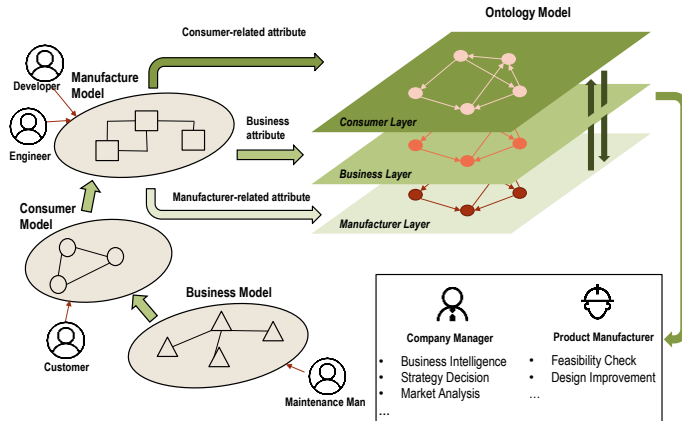 Ontology Model
Consumer-related attribute
Developer
Manufacture
Model
Engineer
Business
attribute
Consumer Layer
Business Layer
Manufacturer-related attribute
Manufacturer Layer
Consumer
Model
Customer
Business Model
Maintenance Man
Company Manager
• Business Intelligence
• Strategy Decision
• Market Analysis
...
Product Manufacturer
• Feasibility Check
• Design Improvement
...